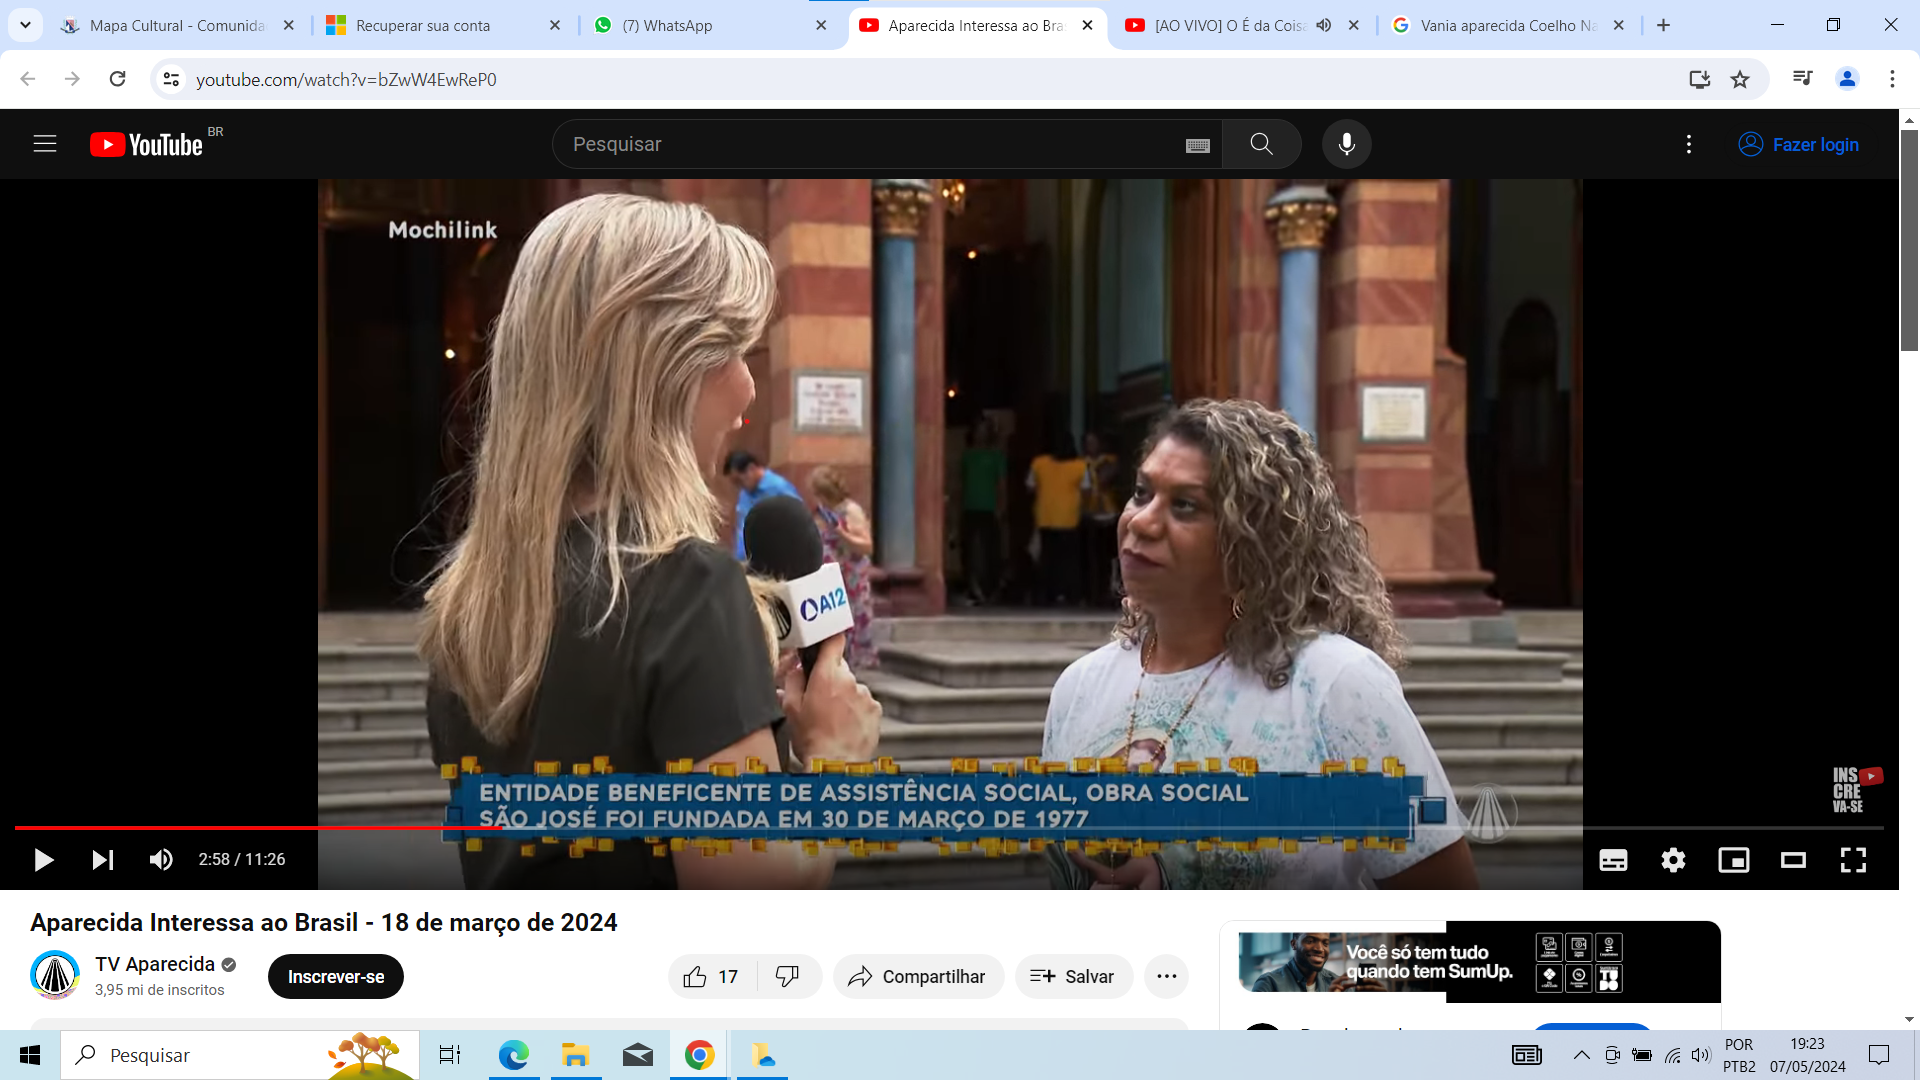 Mapa Cultural - Comunida
Recuperar sua conta
(7) WhatsApp
Aparecida Interessa ao Bra
[AO VIVO] O É da Coisa
Vania aparecida Coelho Na
youtube.com/watch?v=bZwW4EwReP0
YouTube BR
Pesquisar
Fazer login
Mochilink
A12
ENTIDADE BENEFICENTE DE ASSISTÊNCIA SOCIAL, OBRA SOCIAL
SÃO JOSÉ FOI FUNDADA EM 30 DE MARÇO DE 1977
INS
CRE
VA-SE
2:58 / 11:26
Aparecida Interessa ao Brasil - 18 de março de 2024
TV Aparecida
3,95 mi de inscritos
Inscrever-se
17
Compartilhar
Salvar
Você só tem tudo
quando tem SumUp.
Pesquisar
POR
PTB2
19:23
07/05/2024